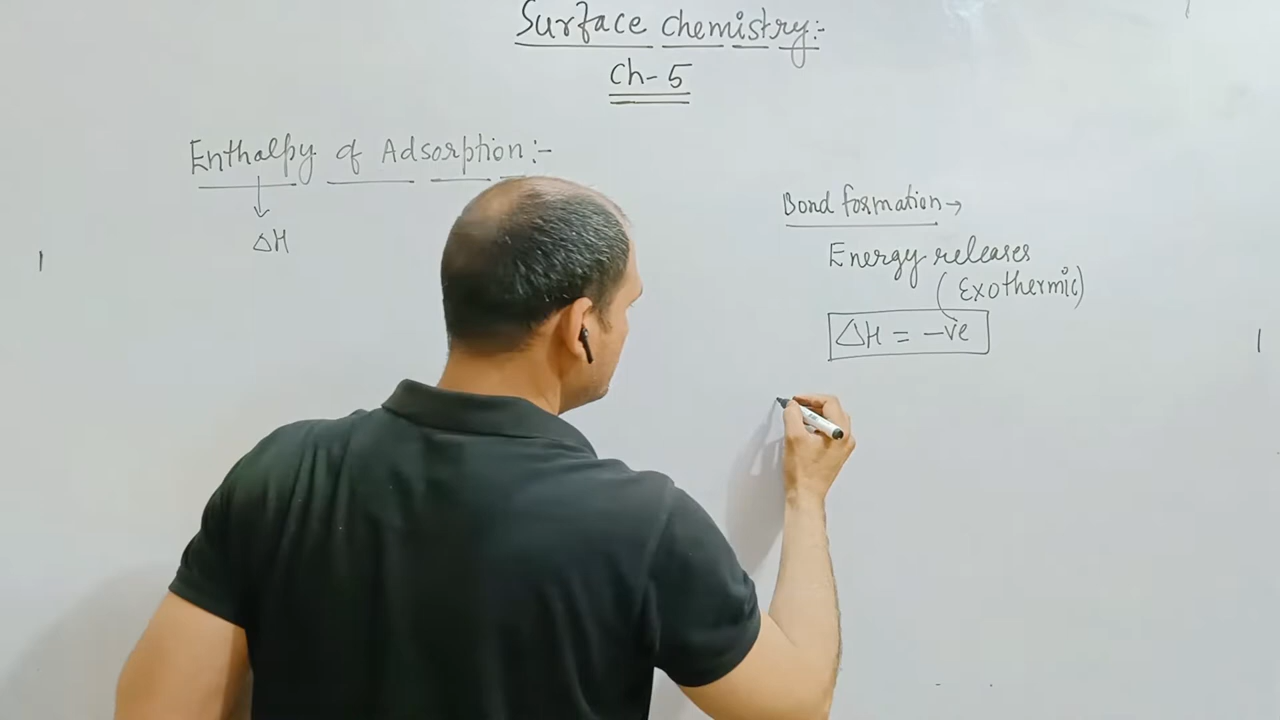 Surface chemistry:-
Ch-5
Enthalpy of Adsorption:-
↓
ΔH
Bond formation →
Energy releases
(Exothermic)
ΔH = -ve